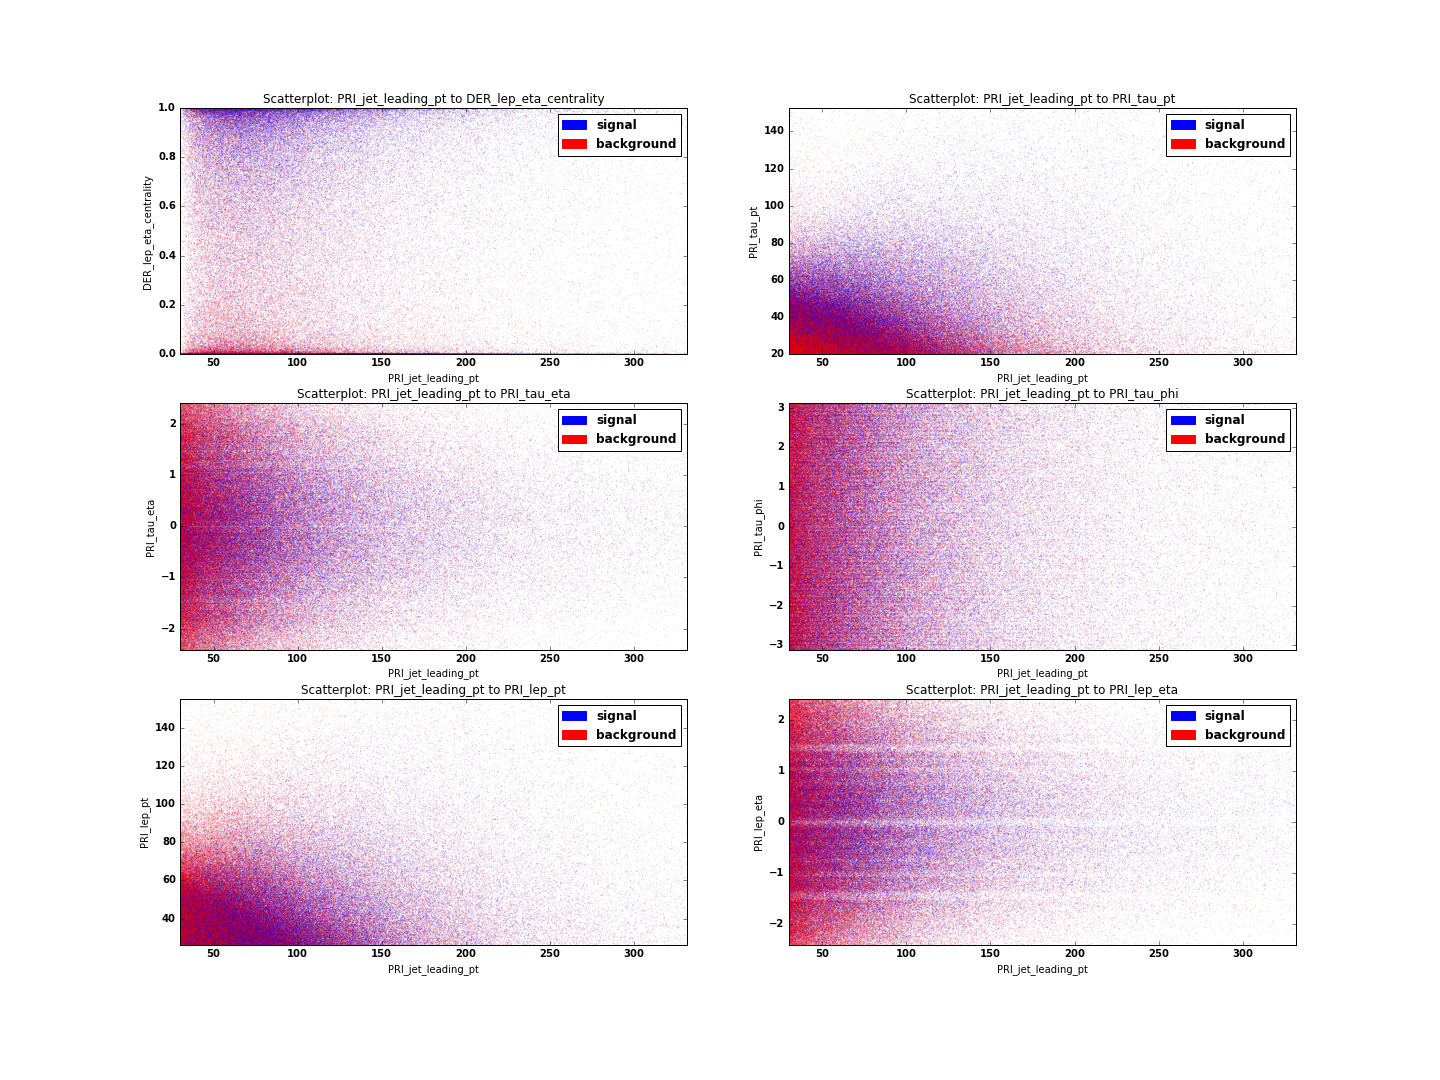 Scatterplot: PRI_jet_leading_pt to DER_lep_eta_centrality
signal
background
1.0
0.8
0.6
0.4
0.2
0.0
DER_lep_eta_centrality
50 100 150 200 250 300
PRI_jet_leading_pt
Scatterplot: PRI_jet_leading_pt to PRI_tau_pt
signal
background
140
120
100
80
60
40
20
PRI_tau_pt
50 100 150 200 250 300
PRI_jet_leading_pt
Scatterplot: PRI_jet_leading_pt to PRI_tau_eta
signal
background
2
1
0
−1
−2
PRI_tau_eta
50 100 150 200 250 300
PRI_jet_leading_pt
Scatterplot: PRI_jet_leading_pt to PRI_tau_phi
signal
background
3
2
1
0
−1
−2
−3
PRI_tau_phi
50 100 150 200 250 300
PRI_jet_leading_pt
Scatterplot: PRI_jet_leading_pt to PRI_lep_pt
signal
background
140
120
100
80
60
40
PRI_lep_pt
50 100 150 200 250 300
PRI_jet_leading_pt
Scatterplot: PRI_jet_leading_pt to PRI_lep_eta
signal
background
2
1
0
−1
−2
PRI_lep_eta
50 100 150 200 250 300
PRI_jet_leading_pt